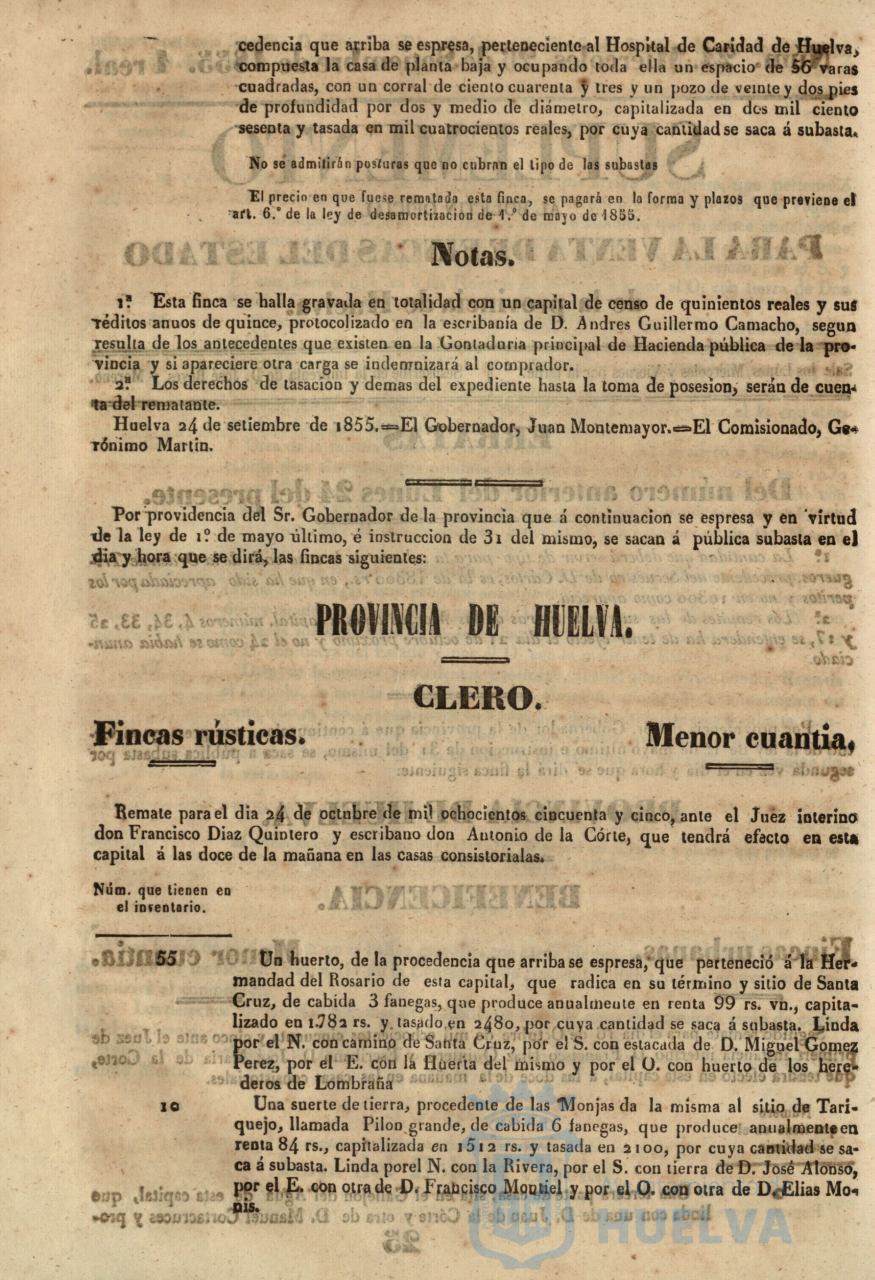 cedencia que arriba se espresa, perteneciente al Hospital de Caridad de Huelva,
compuesta la casa de planta baja y ocupando toda ella un espacio de 56 varas
cuadradas, con un corral de ciento cuarenta y tres y un pozo de veinte y dos pies
de profundidad por dos y medio de diámetro, capitalizada en dos mil ciento
sesenta y tasada en mil cuatrocientos reales, por cuya cantidad se saca á subasta.
No se admitirán posturas que no cubran el tipo de las subastas
El precio en que fuese rematada esta finca, se pagará en la forma y plazos que previene el
art. 6.º de la ley de desamortizacion de 1.º de mayo de 1855.
Notas.
1.ª Esta finca se halla gravada en totalidad con un capital de censo de quinientos reales y sus
réditos anuos de quince, protocolizado en la escribanía de D. Andres Guillermo Camacho, segun
resulta de los antecedentes que existen en la Contaduria principal de Hacienda pública de la pro-
vincia y si apareciere otra carga se indemnizará al comprador.
2.ª Los derechos de tasacion y demas del expediente hasta la toma de posesion, serán de cuen-
ta del rematante.
Huelva 24 de setiembre de 1855.=El Gobernador, Juan Montemayor.=El Comisionado, Ge-
rónimo Martin.
Por providencia del Sr. Gobernador de la provincia que á continuacion se espresa y en virtud
de la ley de 1.º de mayo último, é instruccion de 31 del mismo, se sacan á pública subasta en el
dia y hora que se dirá, las fincas siguientes:
PROVINCIA DE HUELVA.
CLERO.
Fincas rústicas. Menor cuantia,
Remate para el dia 24 de octubre de mil ochocientos cincuenta y cinco, ante el Juez interino
don Francisco Diaz Quintero y escribano don Antonio de la Córte, que tendrá efecto en esta
capital á las doce de la mañana en las casas consistorialas.
Núm. que tienen en
el inventario.
55 Un huerto, de la procedencia que arriba se espresa, que perteneció á la Her-
mandad del Rosario de esta capital, que radica en su término y sitio de Santa
Cruz, de cabida 3 fanegas, que produce anualmente en renta 99 rs. vn., capita-
lizado en 1.782 rs. y tasado en 2480, por cuya cantidad se saca á subasta. Linda
por el N. con camino de Santa Cruz, por el S. con estacada de D. Miguel Gomez
Perez, por el E. con la Huerta del mismo y por el O. con huerto de los here-
deros de Lombraña
10 Una suerte de tierra, procedente de las Monjas da la misma al sitio de Tari-
quejo, llamada Pilon grande, de cabida 6 fanegas, que produce anualmente en
renta 84 rs., capitalizada en 1512 rs. y tasada en 2100, por cuya cantidad se sa-
ca á subasta. Linda porel N. con la Rivera, por el S. con tierra de D. José Alonso,
por el E. con otra de D. Francisco Montiel y por el O. con otra de D. Elias Mo-
nis.
HUELVA